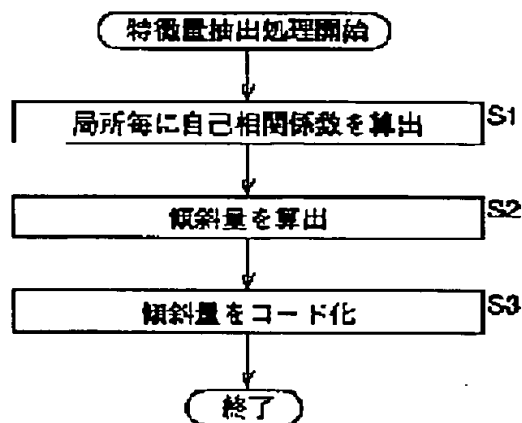 特徴量抽出処理開始
局所毎に自己相関係数を算出
S1
傾斜量を算出
S2
傾斜量をコード化
S3
終了